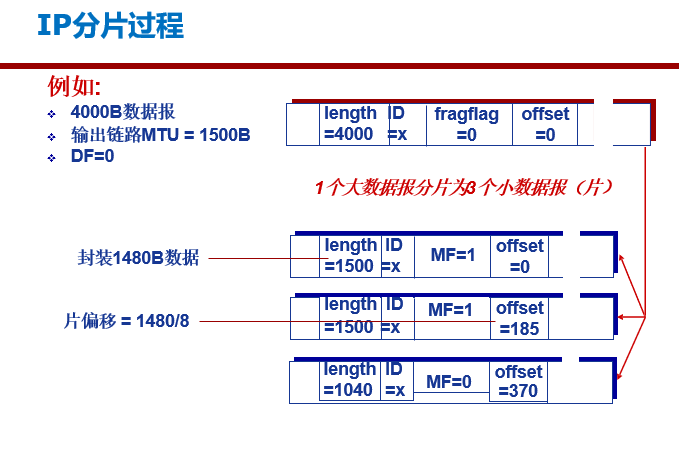 IP分片过程
例如:
❖ 4000B数据报
❖ 输出链路MTU = 1500B
❖ DF=0
length =4000 ID =x fragflag =0 offset =0
1个大数据报分片为3个小数据报（片）
封装1480B数据
length =1500 ID =x MF=1 offset =0
片偏移 = 1480/8
length =1500 ID =x MF=1 offset =185
length =1040 ID =x MF=0 offset =370